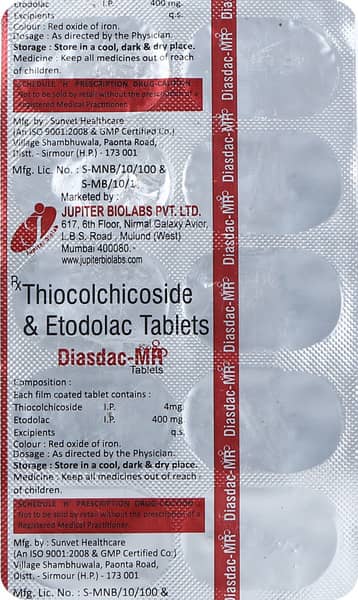 Etodolac I.P. 400 mg.
Excipients q.s.
Colour : Red oxide of iron.
Dosage : As directed by the Physician.
Storage : Store in a cool, dark & dry place.
Medicine : Keep all medicines out of reach
of children.
SCHEDULE 'H' PRESCRIPTION DRUG-CAUTION
Not to be sold by retail without the prescription of a
Registered Medical Practitioner.
Mfg. by : Sunvet Healthcare
(An ISO 9001:2008 & GMP Certified Co.)
Village Shambhuwala, Paonta Road,
Distt. - Sirmour (H.P.) - 173 001
Mfg. Lic. No. : S-MNB/10/100 &
S-MB/10/1
Marketed by :
JUPITER BIOLABS PVT. LTD.
617, 6th Floor, Nirmal Galaxy Avior,
L.B.S. Road, Mulund (West)
Mumbai 400080.
www.jupiterbiolabs.com
Rx
Thiocolchicoside
& Etodolac Tablets
Diasdac-MR
Tablets
Composition :
Each film coated tablet contains :
Thiocolchicoside I.P. 4mg.
Etodolac I.P. 400 mg.
Excipients q.s.
Colour : Red oxide of iron.
Dosage : As directed by the Physician.
Storage : Store in a cool, dark & dry place.
Medicine : Keep all medicines out of reach
of children.
SCHEDULE 'H' PRESCRIPTION DRUG-CAUTION
Not to be sold by retail without the prescription of a
Registered Medical Practitioner.
Mfg. by : Sunvet Healthcare
(An ISO 9001:2008 & GMP Certified Co.)
Village Shambhuwala, Paonta Road,
Distt. - Sirmour (H.P.) - 173 001
Mfg. Lic. No. : S-MNB/10/100 &
Diasdac-MR
Diasdac-MR
Diasdac-MR
Diasdac-MR
Diasdac-MR
Diasdac-MR
Diasdac-MR